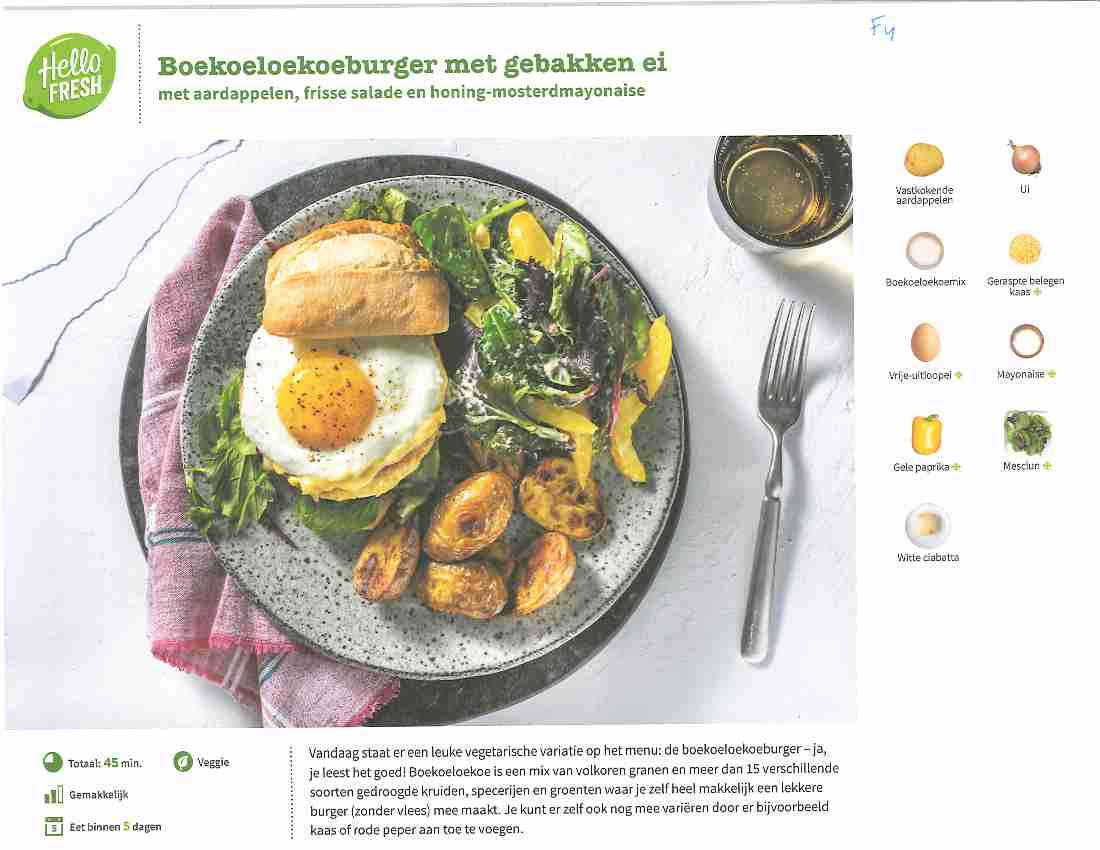 Fy
Hello
FRESH
Boekoeloekoeburger met gebakken ei
met aardappelen, frisse salade en honing-mosterdmayonaise
Vastkokende
aardappelen
Ui
Boekoeloekoemix
Geraspte belegen
kaas
Vrije-uitloopei
Mayonaise
Gele paprika
Mesclun
Witte ciabatta
Totaal: 45 min.
Veggie
Gemakkelijk
5
Eet binnen 5 dagen
Vandaag staat er een leuke vegetarische variatie op het menu: de boekoeloekoeburger – ja,
je leest het goed! Boekoeloekoe is een mix van volkoren granen en meer dan 15 verschillende
soorten gedroogde kruiden, specerijen en groenten waar je zelf heel makkelijk een lekkere
burger (zonder vlees) mee maakt. Je kunt er zelf ook nog mee variëren door er bijvoorbeeld
kaas of rode peper aan toe te voegen.